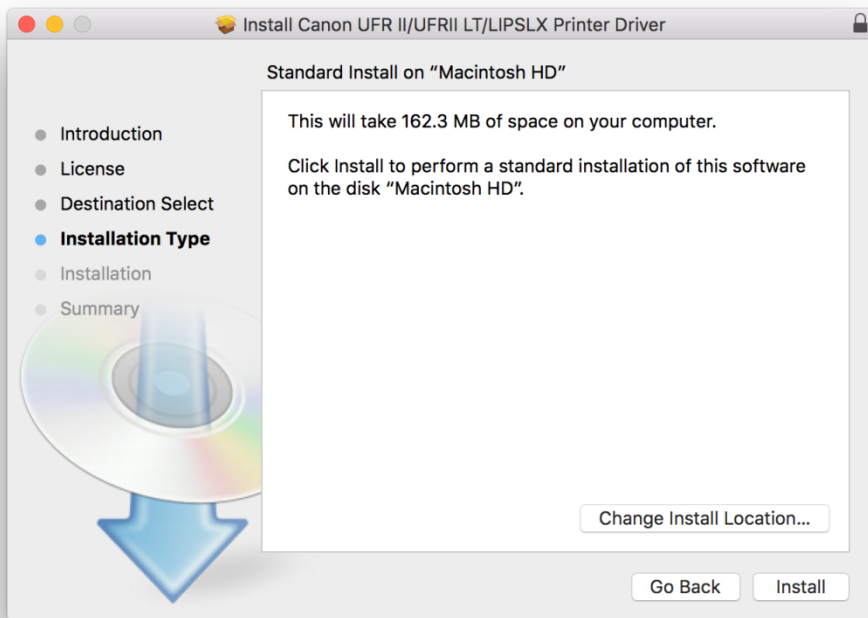 Install Canon UFR II/UFRII LT/LIPSLX Printer Driver
Standard Install on “Macintosh HD”
Introduction
License
Destination Select
Installation Type
Installation
Summary
This will take 162.3 MB of space on your computer.
Click Install to perform a standard installation of this software
on the disk “Macintosh HD”.
Change Install Location...
Go Back
Install